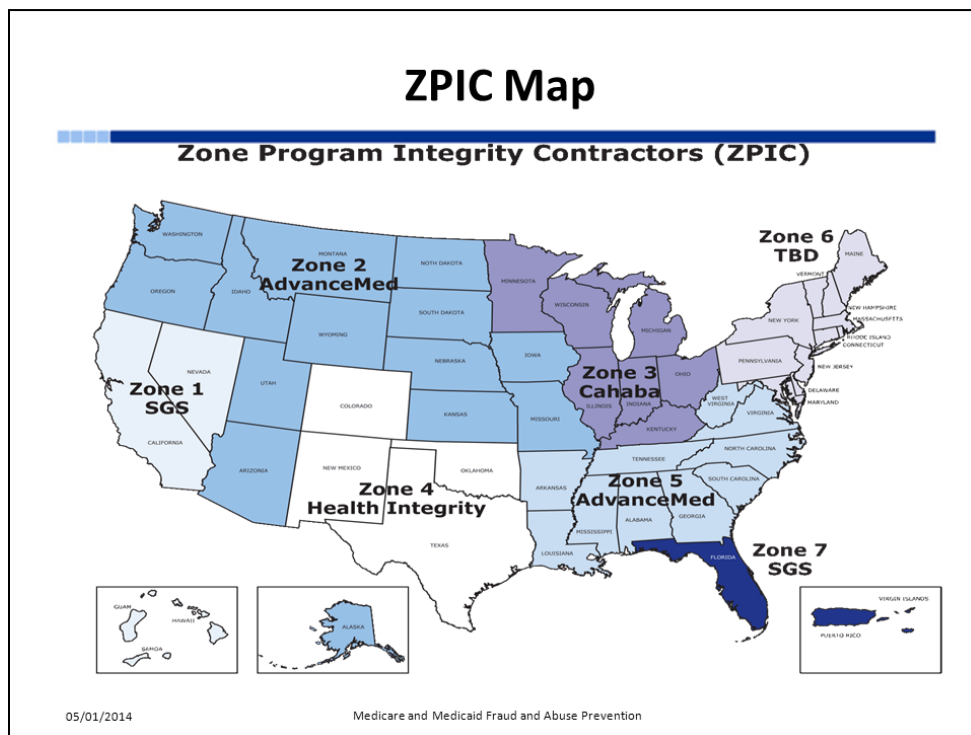 ZPIC Map
Zone Program Integrity Contractors (ZPIC)
WASHINGTON
OREGON
IDAHO
MONTANA
Zone 2
AdvanceMed
WYOMING
NOTH DAKOTA
SOUTH DAKOTA
NEBRASKA
KANSAS
IOWA
MISSOURI
UTAH
ARIZONIA
NEVADA
Zone 1
SGS
CALIFORNIA
COLORADO
NEW MEXICO
OKLAHOMA
Zone 4
Health Integrity
TEXAS
MINNESOTA
WISCONSIN
MICHIGAN
Zone 3
Cahaba
ILLINOIS
INDIANA
OHIO
KENTUCKY
Zone 6
TBD
MAINE
VERMONT
NEW HAMPSHIRE
MASSACHUSETTS
RHODE ISLAND
CONNECTICUT
NEW YORK
PENNSYLVANIA
NEW JERSEY
DELAWARE
MARYLAND
WEST
VIRGINIA
VIRGINIA
NORTH CAROLINA
TENNESSEE
SOUTH CAROLINA
ARKANSAS
Zone 5
AdvanceMed
MISSISSIPPI
ALABAMA
GEORGIA
LOUISIANA
FLORIDA
Zone 7
SGS
GUAM
HAWAII
SAMOA
ALASKA
VIRGIN ISLANDS
PUERTO RICO
05/01/2014
Medicare and Medicaid Fraud and Abuse Prevention